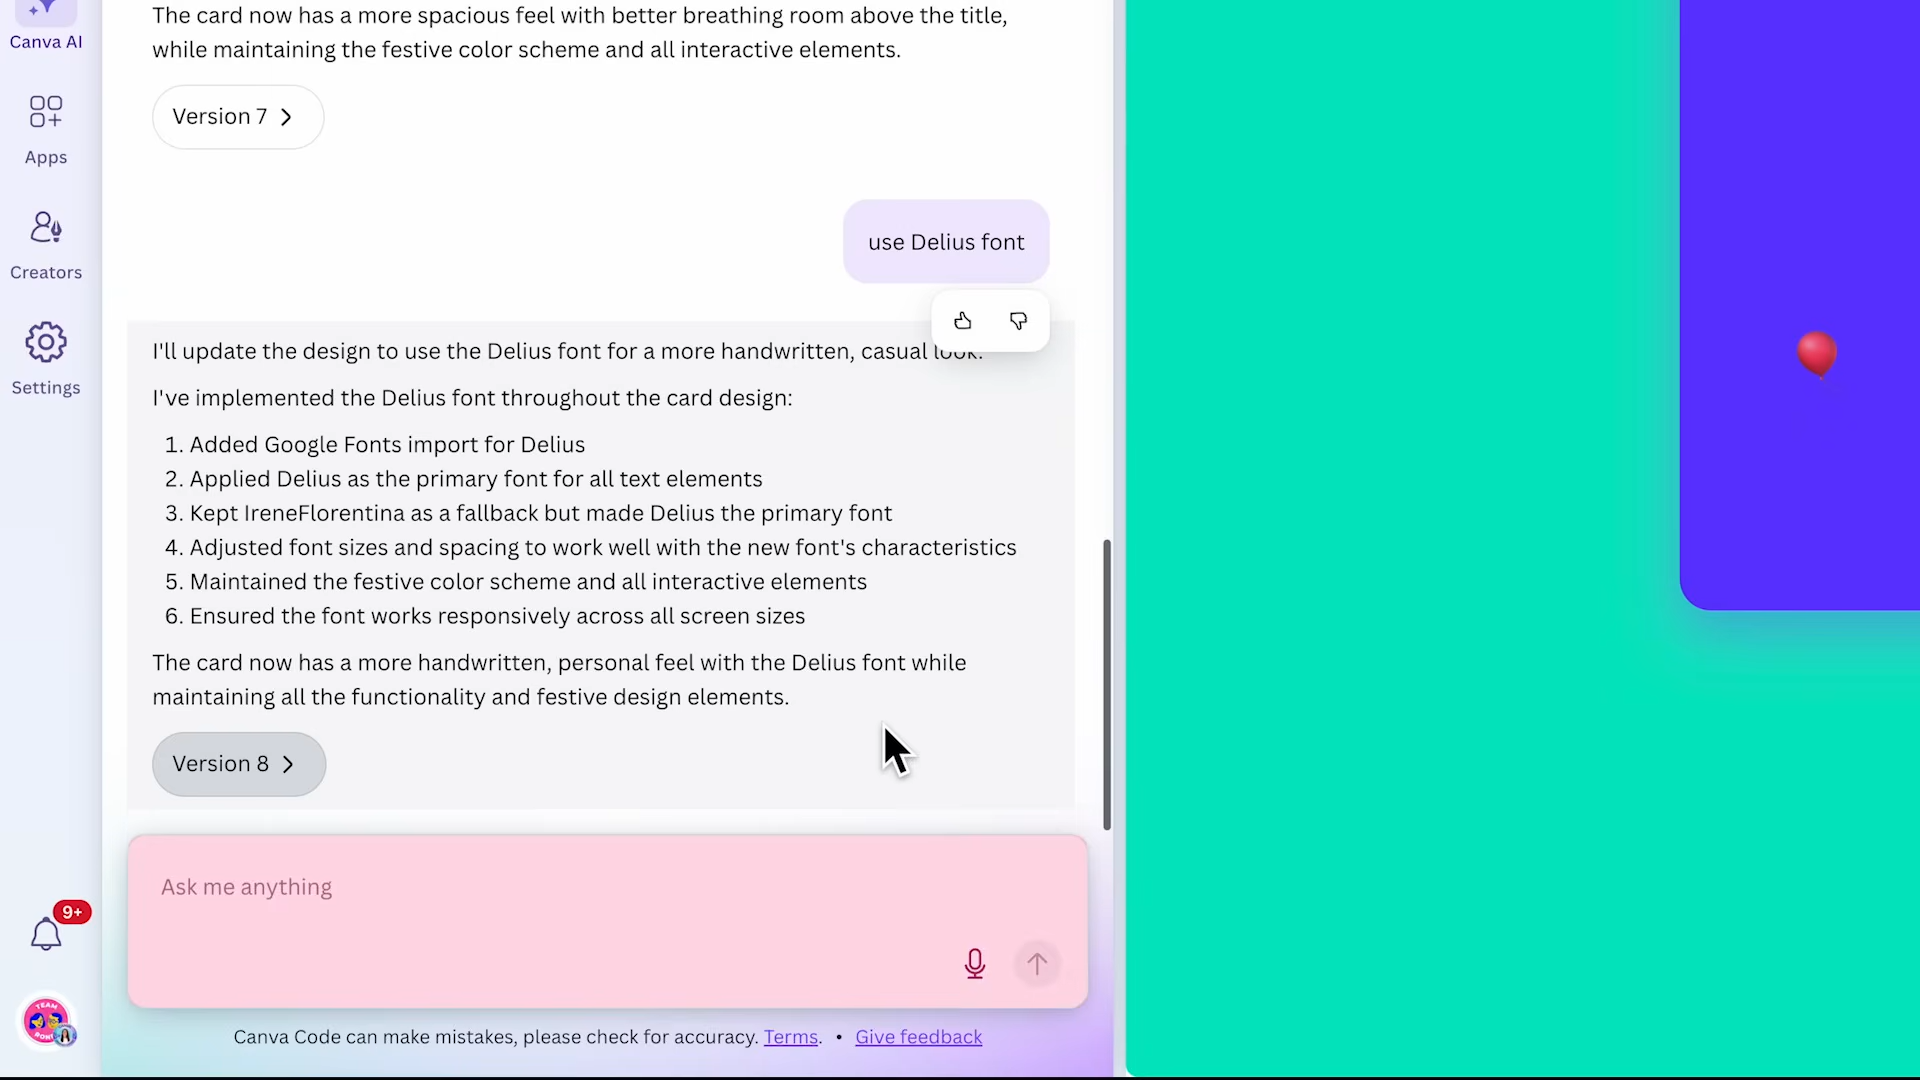 Canva AI
Apps
Creators
Settings
9+
TEAM
The card now has a more spacious feel with better breathing room above the title,
while maintaining the festive color scheme and all interactive elements.
Version 7
use Delius font
I'll update the design to use the Delius font for a more handwritten, casual look.
I've implemented the Delius font throughout the card design:
1. Added Google Fonts import for Delius
2. Applied Delius as the primary font for all text elements
3. Kept IreneFlorentina as a fallback but made Delius the primary font
4. Adjusted font sizes and spacing to work well with the new font's characteristics
5. Maintained the festive color scheme and all interactive elements
6. Ensured the font works responsively across all screen sizes
The card now has a more handwritten, personal feel with the Delius font while
maintaining all the functionality and festive design elements.
Version 8
Ask me anything
Canva Code can make mistakes, please check for accuracy. Terms. • Give feedback